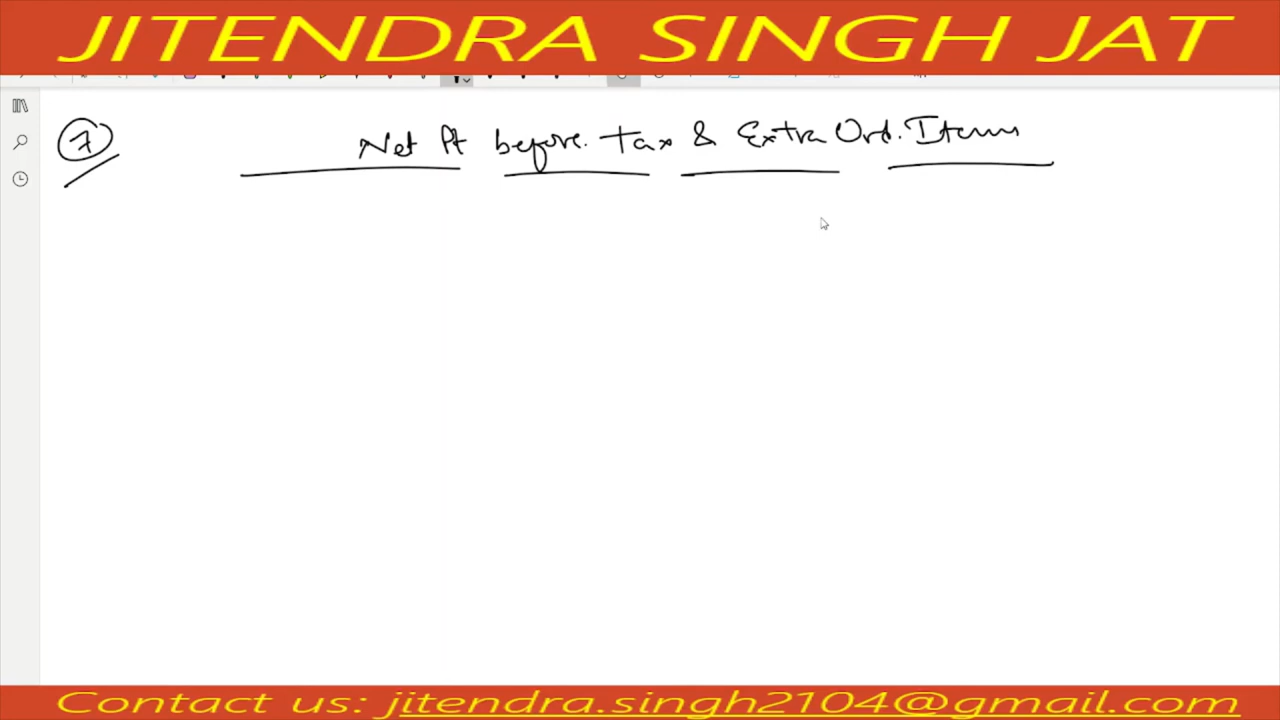 JITENDRA SINGH JAT
7 Net Pt before. Tax & Extra Ord. Items
Contact us: jitendra.singh2104@gmail.com